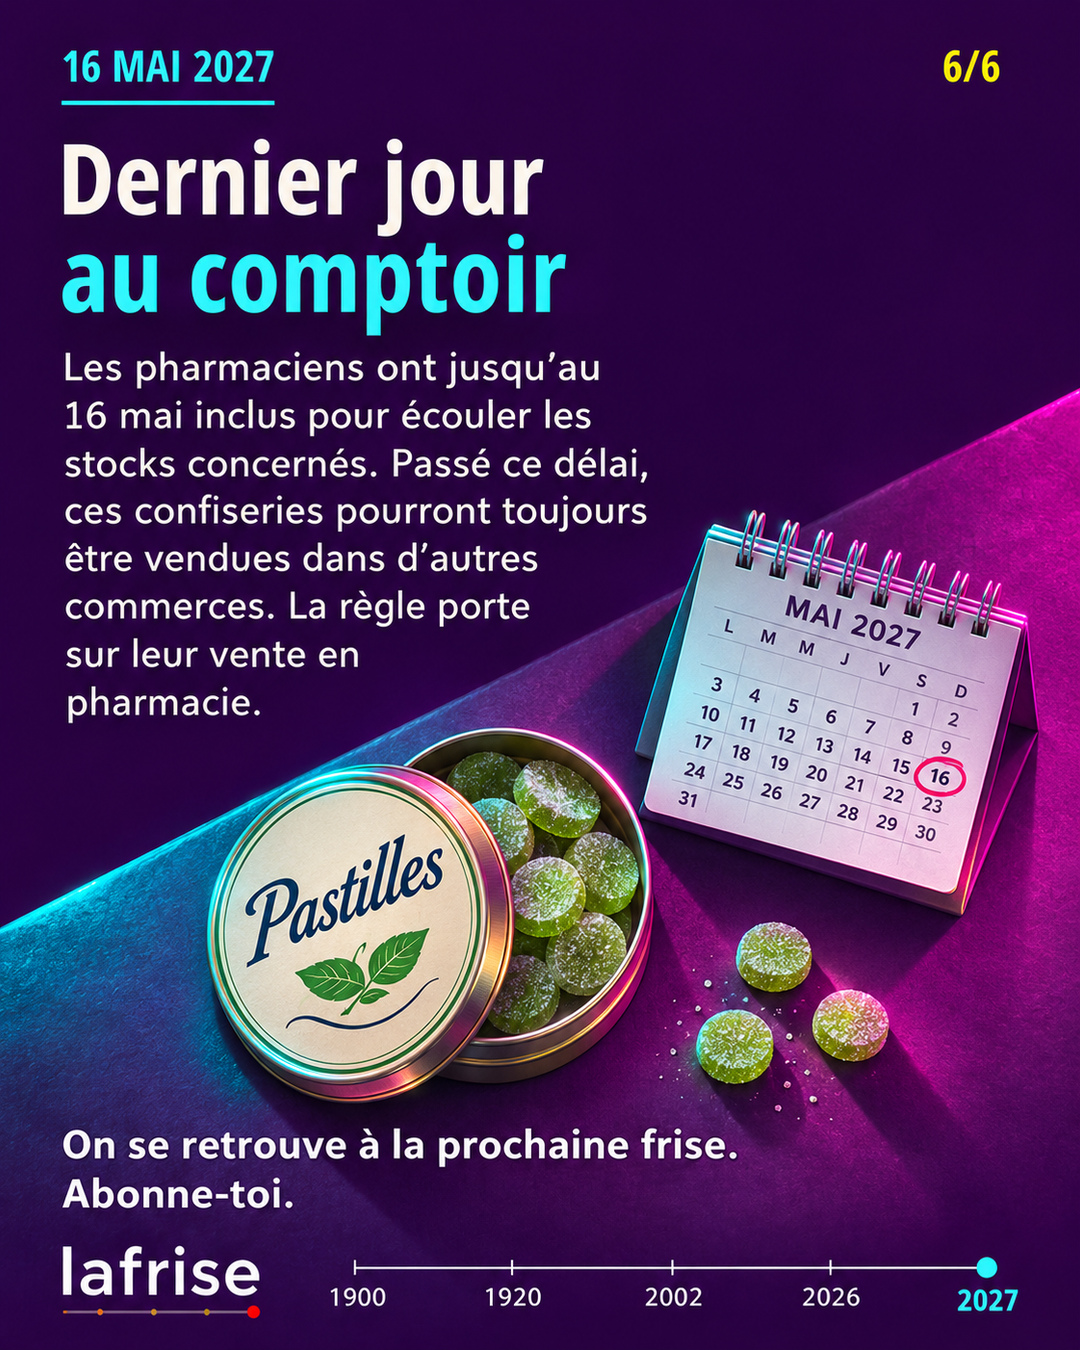 16 MAI 2027
6/6
Dernier jour
au comptoir
Les pharmaciens ont jusqu’au
16 mai inclus pour écouler les
stocks concernés. Passé ce délai,
ces confiseries pourront toujours
être vendues dans d’autres
commerces. La règle porte
sur leur vente en
pharmacie.
MAI 2027
L M M J V S D
1 2
3 4 5 6 7 8 9
10 11 12 13 14 15 16
17 18 19 20 21 22 23
24 25 26 27 28 29 30
31
Pastilles
On se retrouve à la prochaine frise.
Abonne-toi.
lafrise
1900 1920 2002 2026 2027